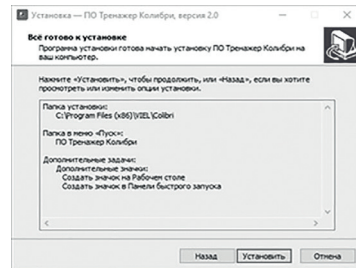 Установка — ПО Тренажер Колибри, версия 2.0
Всё готово к установке
Программа установки готова начать установку ПО Тренажер Колибри на
ваш компьютер.
Нажмите «Установить», чтобы продолжить, или «Назад», если вы хотите
просмотреть или изменить опции установки.
Папка установки:
C:\Program Files (x86)\VIEL\Colibri
Папка в меню «Пуск»:
ПО Тренажер Колибри
Дополнительные задачи:
Дополнительные значки:
Создать значок на Рабочем столе
Создать значок в Панели быстрого запуска
Назад Установить Отмена